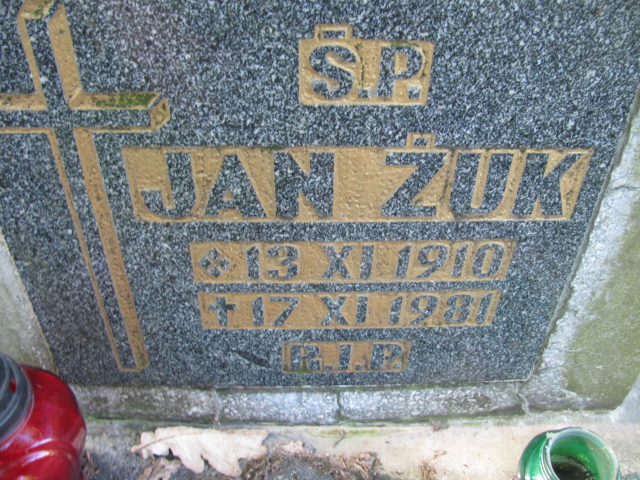 Ś.P.
JAN ŻUK
13 XI 1910
17 XI 1981
R.I.P.